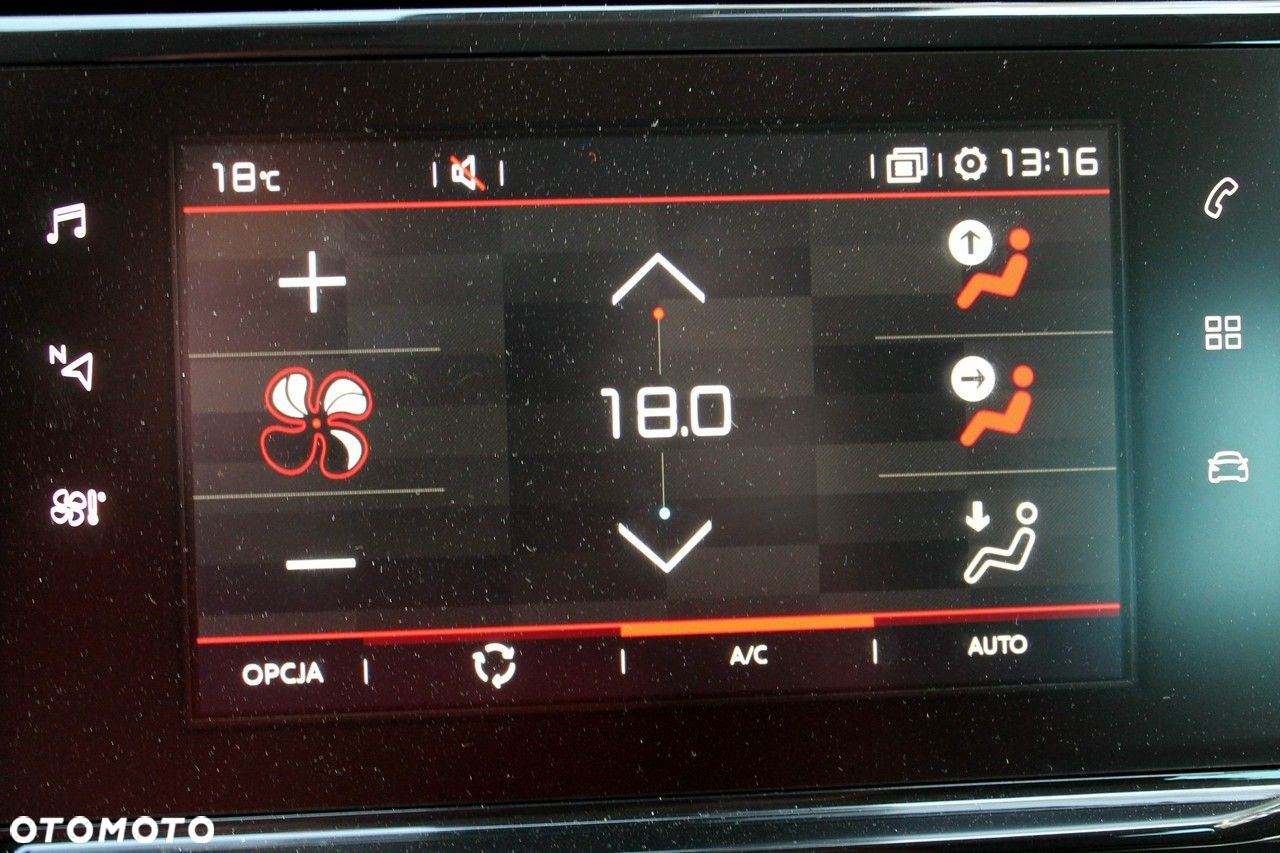 18°C
13:16
N
18.0
OPCJA
A/C
AUTO
OTOMOTO